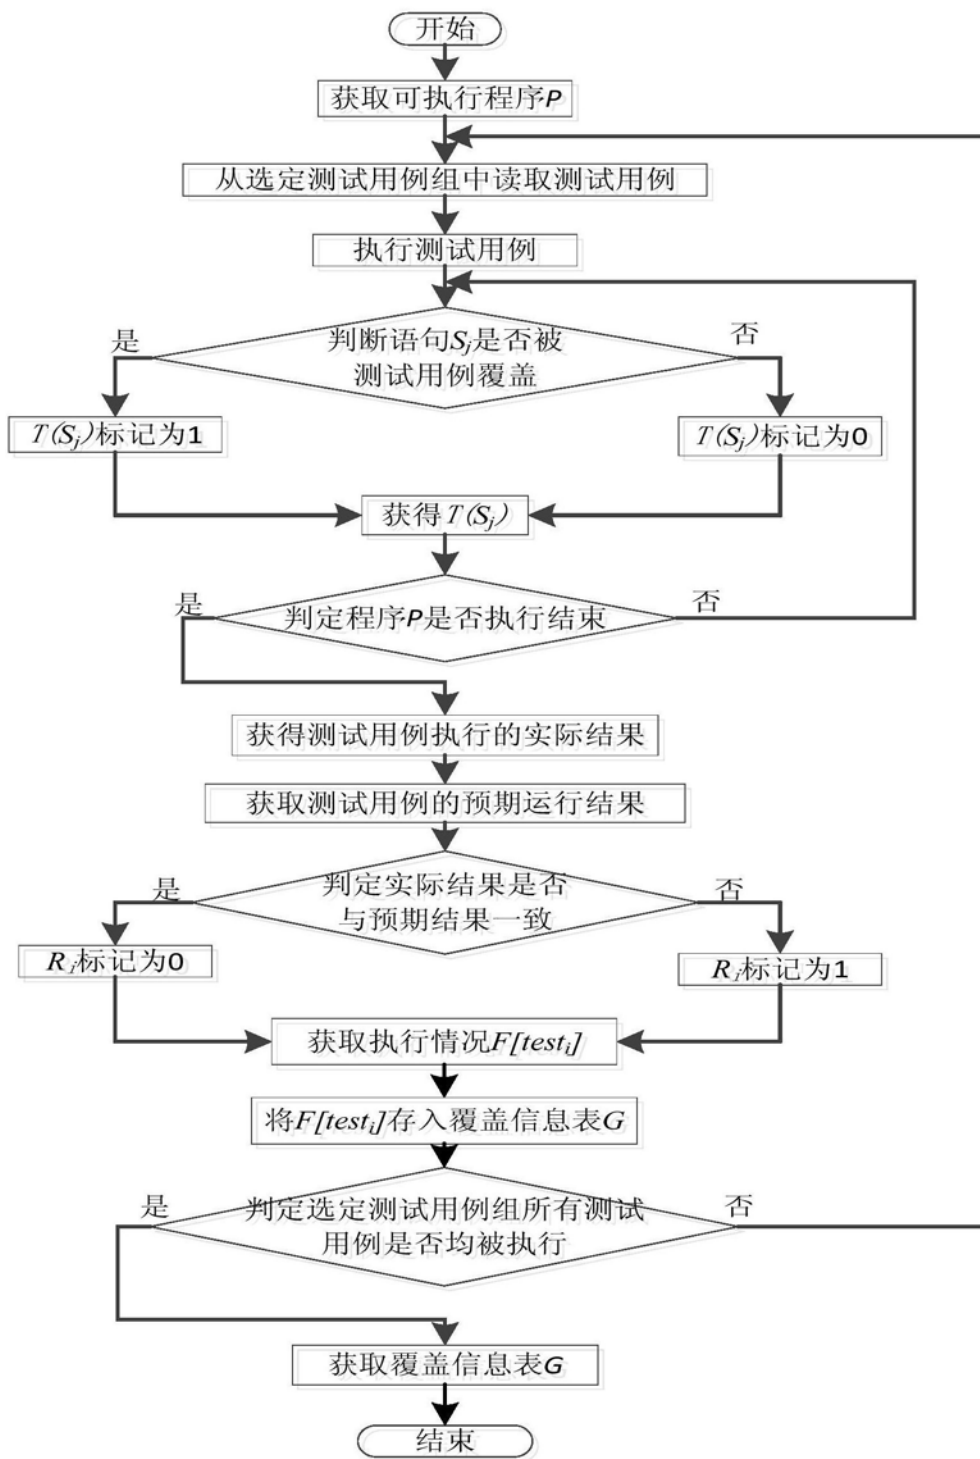 开始
获取可执行程序P
从选定测试用例组中读取测试用例
执行测试用例
是
判断语句Sj是否被
测试用例覆盖
否
T(Sj)标记为1
T(Sj)标记为0
获得T(Sj)
是
判定程序P是否执行结束
否
获得测试用例执行的实际结果
获取测试用例的预期运行结果
是
判定实际结果是否
与预期结果一致
否
Ri标记为0
Ri标记为1
获取执行情况F[testi]
将F[testi]存入覆盖信息表G
是
判定选定测试用例组所有测试
用例是否均被执行
否
获取覆盖信息表G
结束